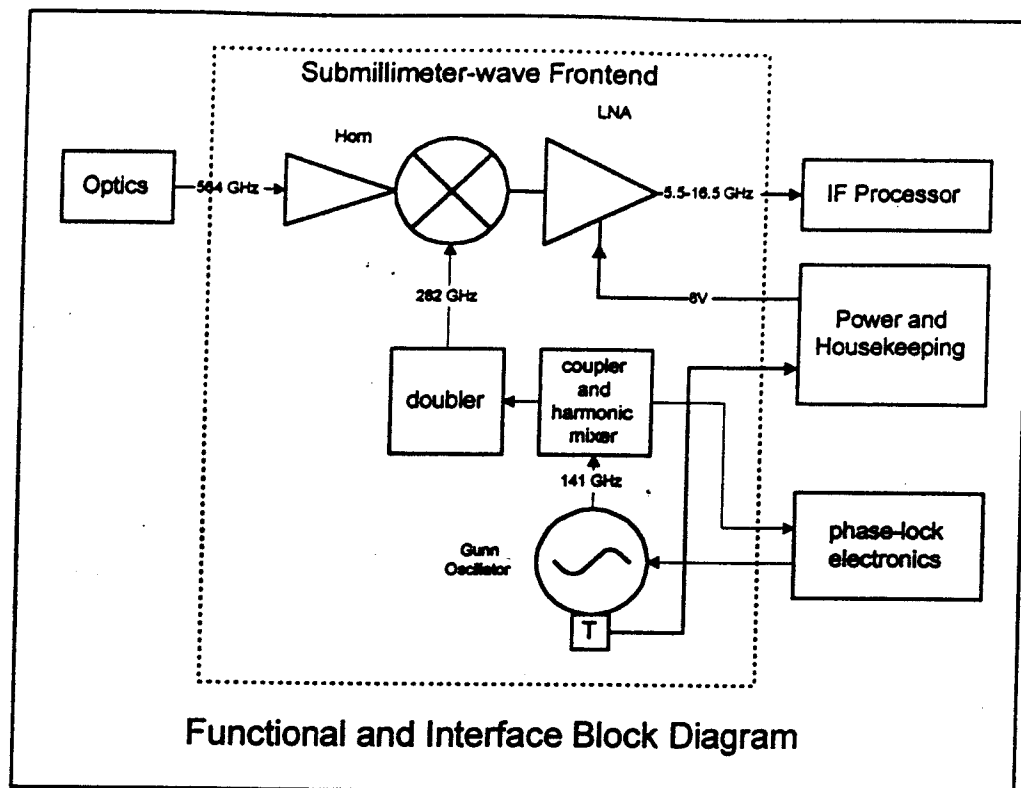 Submillimeter-wave Frontend
Horn
LNA
Optics
564 GHz
5.5-16.5 GHz
IF Processor
282 GHz
6V
Power and
Housekeeping
doubler
coupler
and
harmonic
mixer
141 GHz
Gunn
Oscillator
phase-lock
electronics
T
Functional and Interface Block Diagram